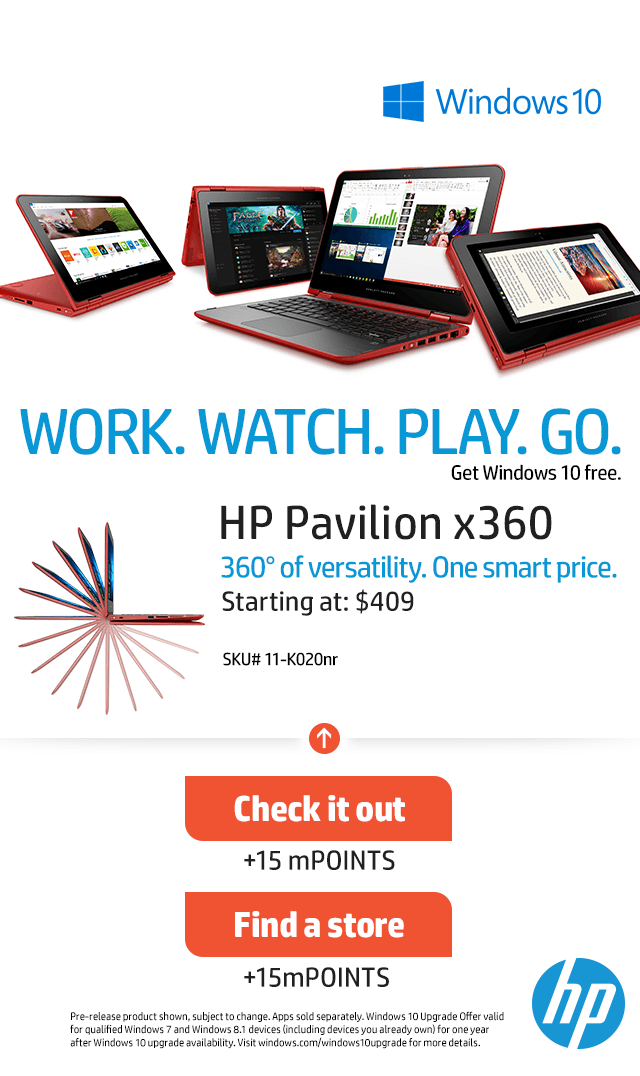 Windows 10
FABLE
WORK. WATCH. PLAY. GO.
Get Windows 10 free.
HP Pavilion x360
360° of versatility. One smart price.
Starting at: $409
SKU# 11-K020nr
Check it out
+15 mPOINTS
Find a store
+15mPOINTS
hp
Pre-release product shown, subject to change. Apps sold separately. Windows 10 Upgrade Offer valid
for qualified Windows 7 and Windows 8.1 devices (including devices you already own) for one year
after Windows 10 upgrade availability. Visit windows.com/windows10upgrade for more details.